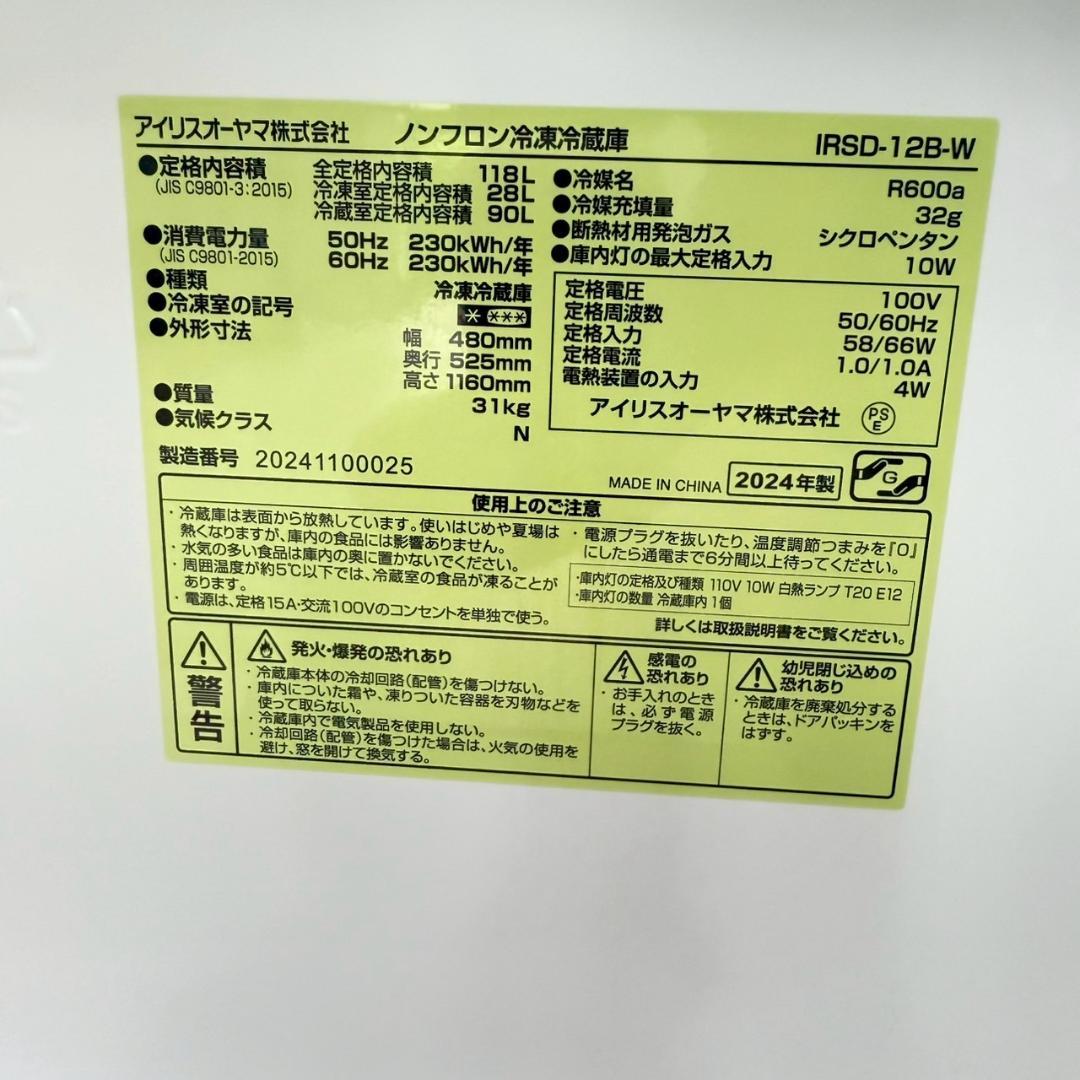 アイリスオーヤマ株式会社 ノンフロン冷凍冷蔵庫 IRSD-12B-W
●定格内容積 全定格内容積 118L
(JIS C9801-3:2015) 冷凍室定格内容積 28L
冷蔵室定格内容積 90L
●消費電力量 50Hz 230kWh/年
(JIS C9801-2015) 60Hz 230kWh/年
●種類 冷凍冷蔵庫
●冷凍室の記号
●外形寸法 幅 480mm
奥行 525mm
高さ 1160mm
●質量 31kg
●気候クラス N
製造番号 20241100025
●冷媒名 R600a
●冷媒充填量 32g
●断熱材用発泡ガス シクロペンタン
●庫内灯の最大定格入力 10W
定格電圧 100V
定格周波数 50/60Hz
定格入力 58/66W
定格電流 1.0/1.0A
電熱装置の入力 4W
アイリスオーヤマ株式会社 PSE
MADE IN CHINA 2024年製 G
使用上のご注意
・冷蔵庫は表面から放熱しています。使いはじめや夏場は
熱くなりますが、庫内の食品には影響ありません。
・水気の多い食品は庫内の奥に置かないでください。
・周囲温度が約5℃以下では、冷蔵室の食品が凍ることが
あります。
・電源は、定格15A・交流100Vのコンセントを単独で使う。
・電源プラグを抜いたり、温度調節つまみを『0』
にしたら通電まで6分間以上待ってください。
・庫内灯の定格及び種類 110V 10W 白熱ランプ T20 E12
・庫内灯の数量 冷蔵庫内 1個
詳しくは取扱説明書をご覧ください。
警告
発火・爆発の恐れあり
・冷蔵庫本体の冷却回路(配管)を傷つけない。
・庫内についた霜や、凍りついた容器を刃物などを
使って取らない。
・冷蔵庫内で電気製品を使用しない。
・冷却回路(配管)を傷つけた場合は、火気の使用を
避け、窓を開けて換気する。
感電の
恐れあり
・お手入れのとき
は、必ず電源
プラグを抜く。
幼児閉じ込めの
恐れあり
・冷蔵庫を廃棄処分する
ときは、ドアパッキンを
はずす。